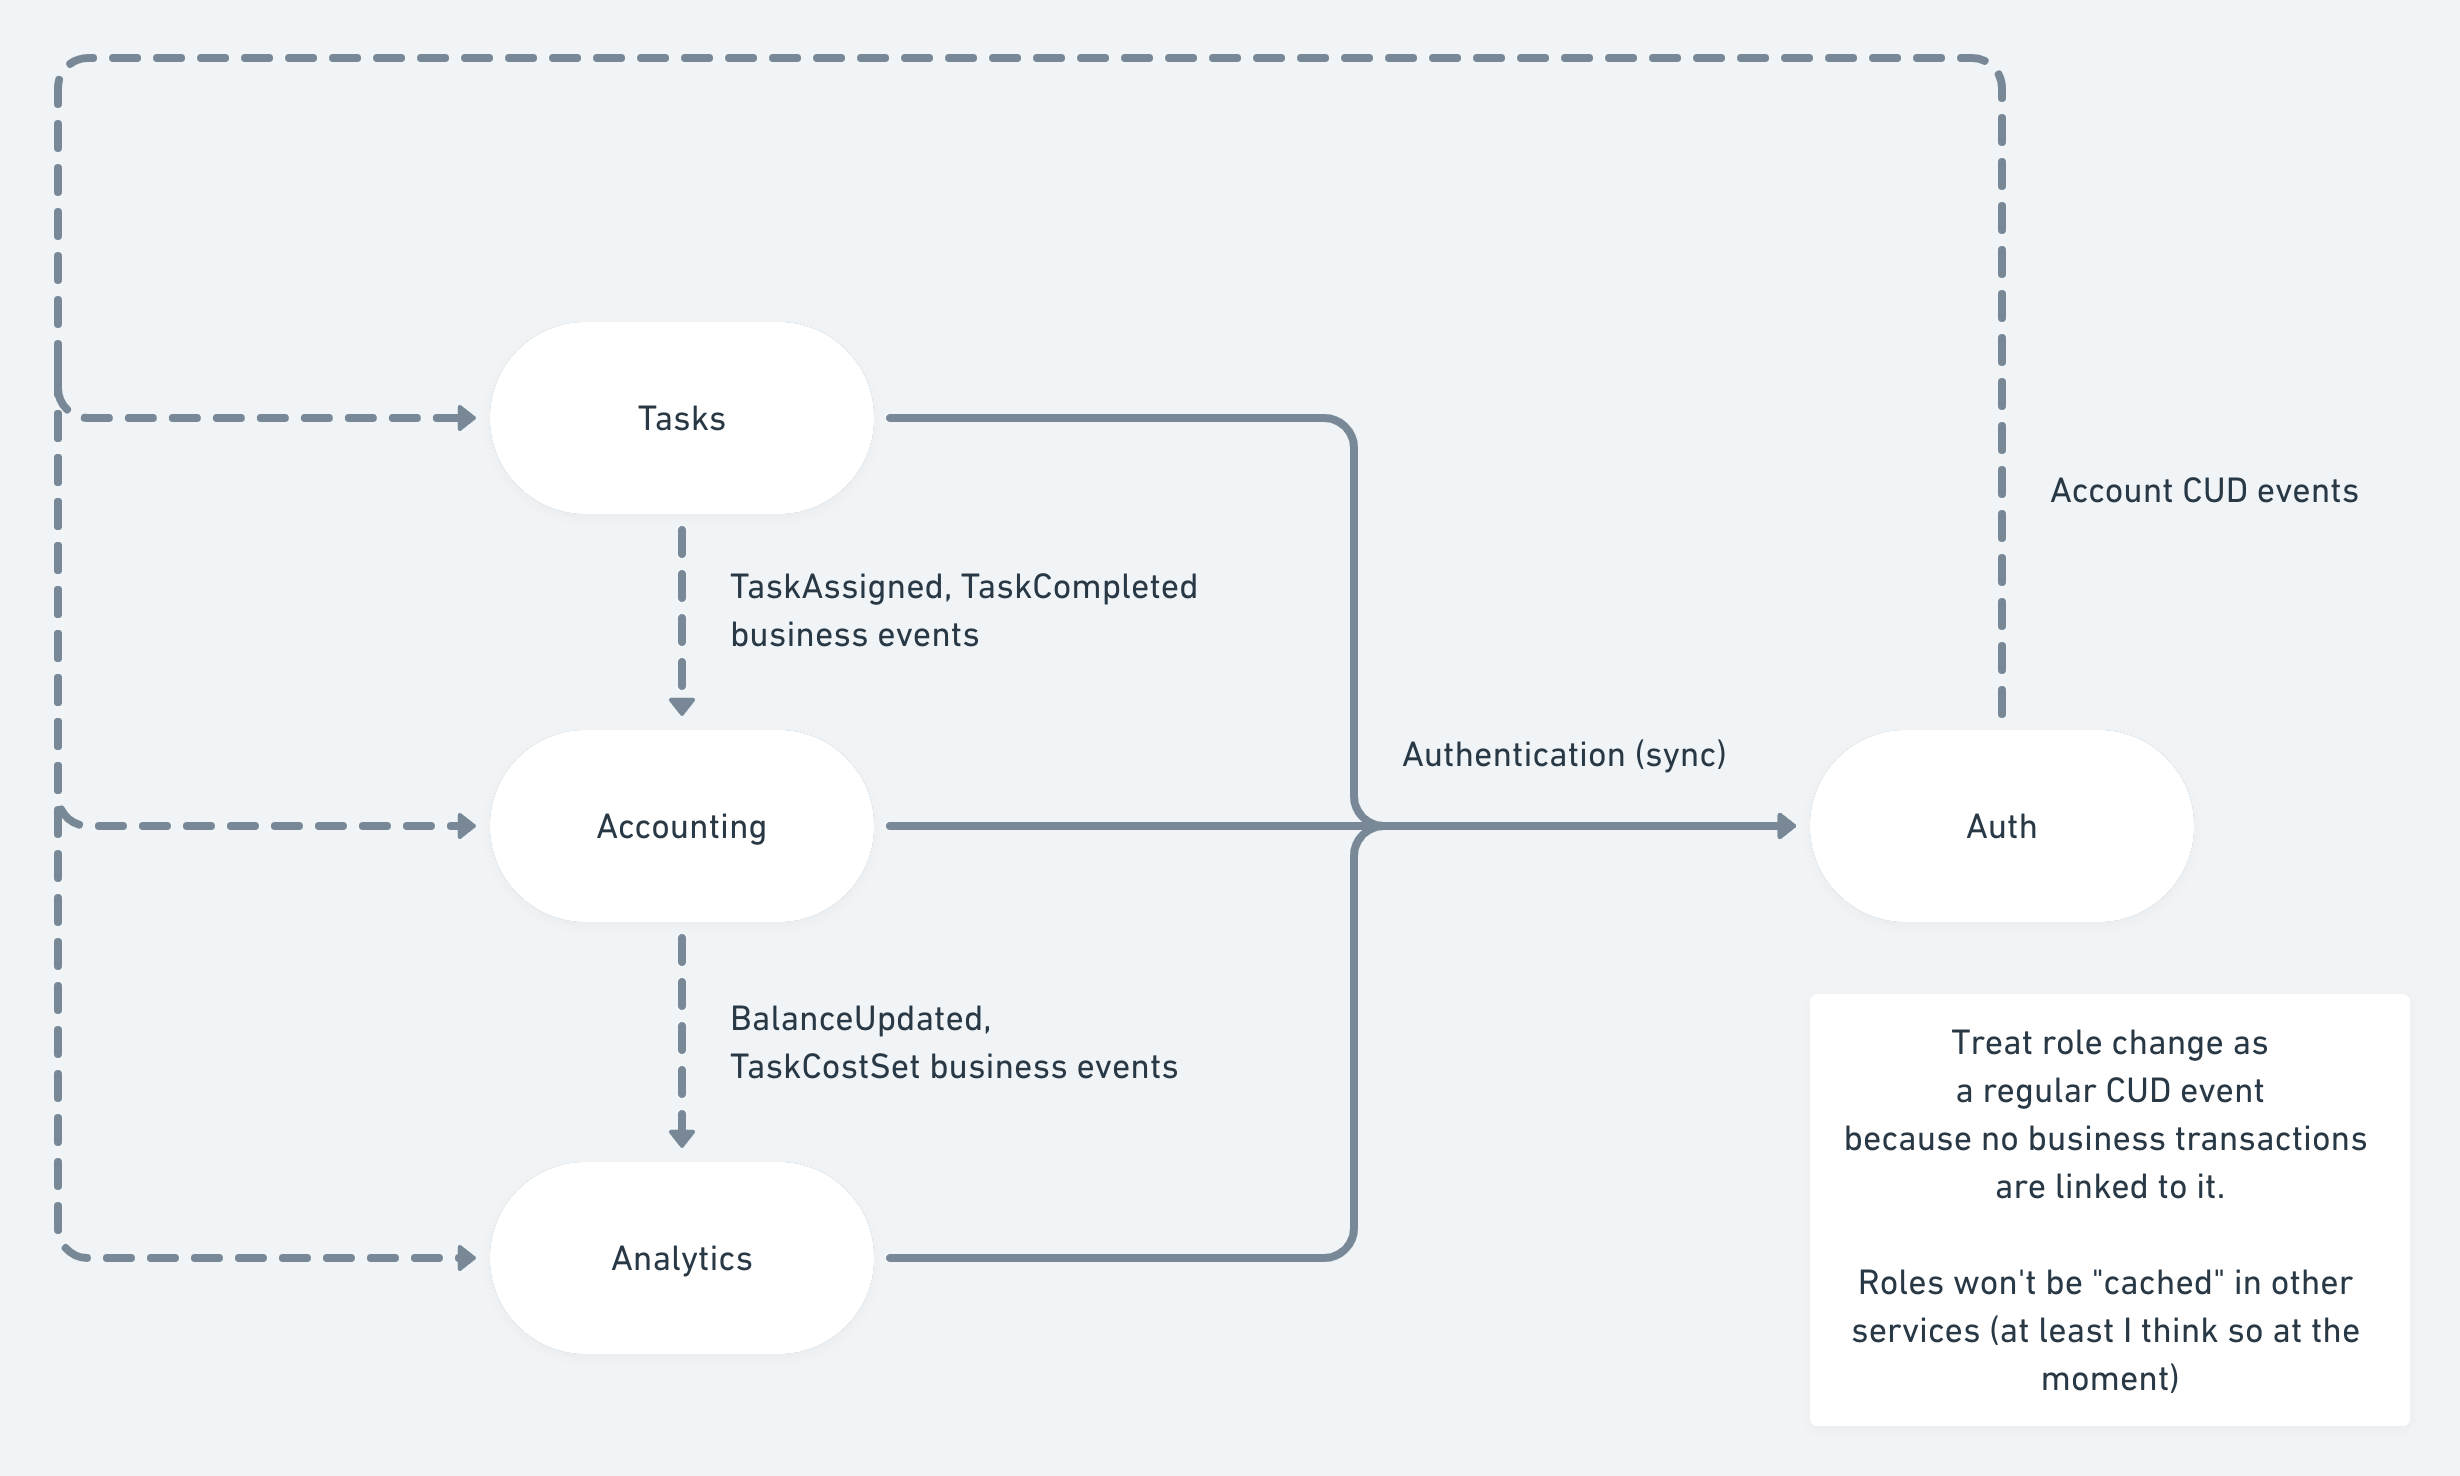 Tasks
Account CUD events
TaskAssigned, TaskCompleted
business events
Authentication (sync)
Accounting
Auth
BalanceUpdated,
TaskCostSet business events
Treat role change as
a regular CUD event
because no business transactions
are linked to it.
Analytics
Roles won't be "cached" in other
services (at least I think so at the
moment)